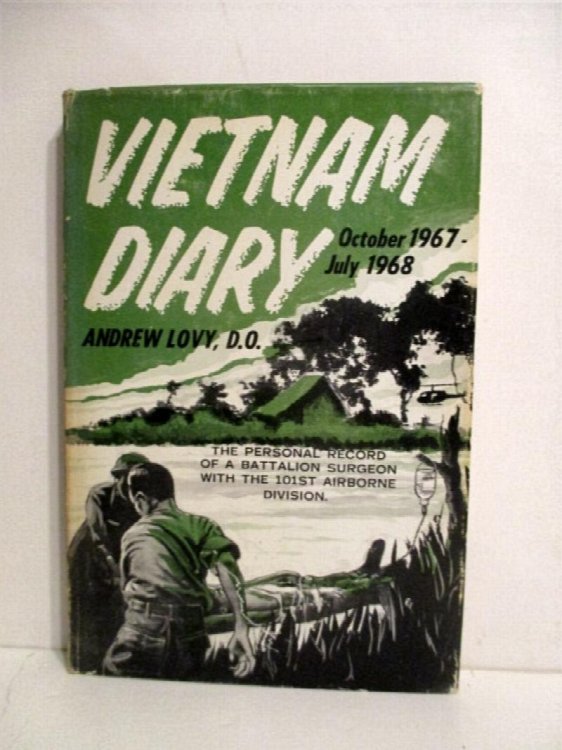 VIETNAM
DIARY
October 1967-
July 1968
ANDREW LOVY, D.O.
THE PERSONAL RECORD
OF A BATTALION SURGEON
WITH THE 101ST AIRBORNE
DIVISION.